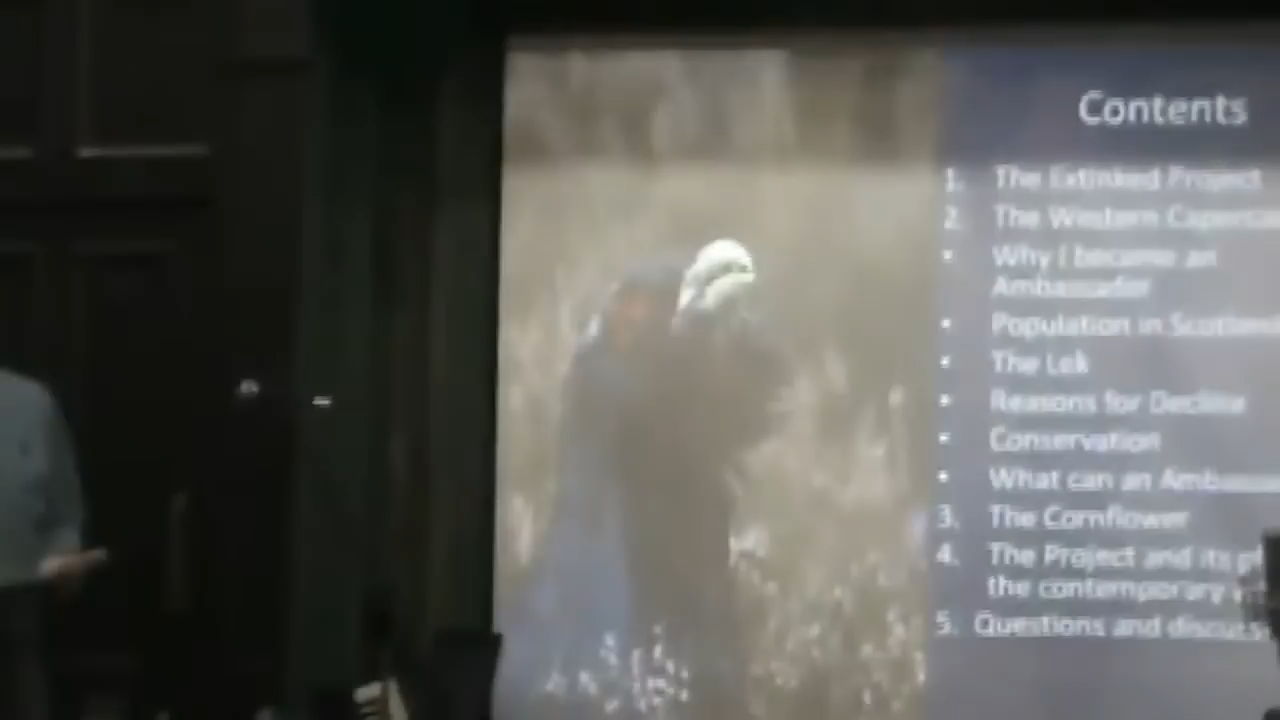 Contents
1. The Extinked Project
2. The Western
• Why I became an
Ambassador
• Population in
• The Lek
• Reasons for Decline
• Conservation
• What can an
3. The Cornflower
4. The Project and its
the contemporary
5. Questions and